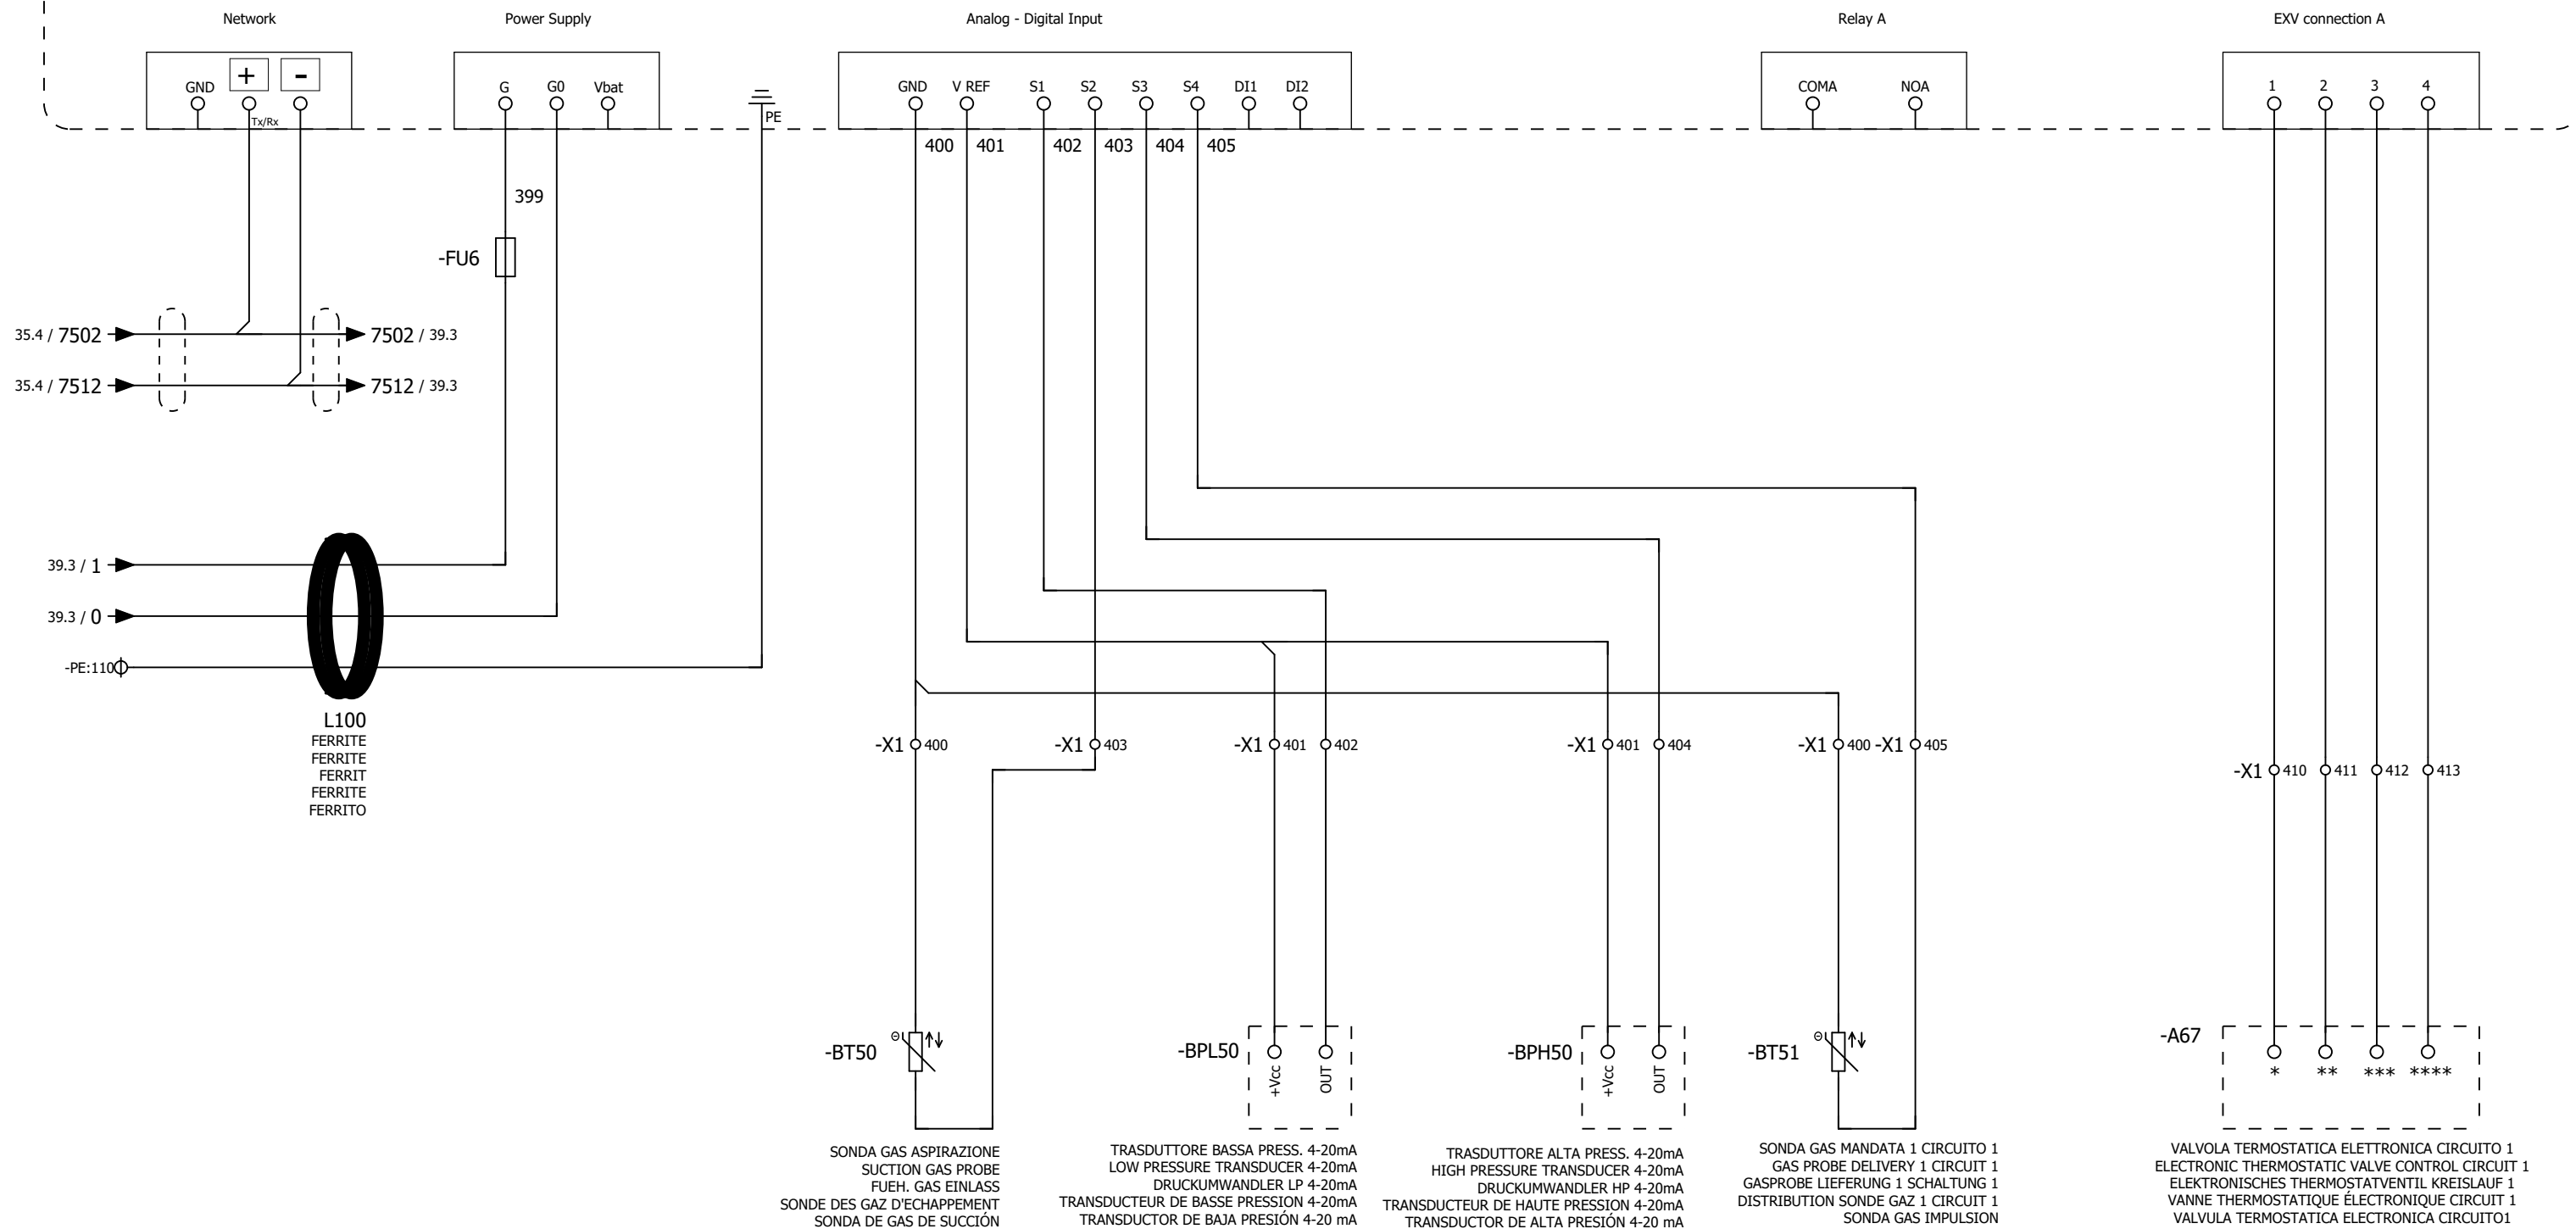 Network
Power Supply
Analog - Digital Input
Relay A
EXV connection A
GND + -
Tx/Rx
G G0 Vbat
PE
GND V REF S1 S2 S3 S4 DI1 DI2
COMA NOA
1 2 3 4
400 401 402 403 404 405
399
-FU6
35.4 / 7502
7502 / 39.3
35.4 / 7512
7512 / 39.3
39.3 / 1
39.3 / 0
-PE:110
L100
FERRITE
FERRITE
FERRIT
FERRITE
FERRITO
-X1 400
-X1 403
-X1 401 402
-X1 401 404
-X1 400 -X1 405
-X1 410 411 412 413
-BT50
Θ
-BPL50
+Vcc
OUT
-BPH50
+Vcc
OUT
-BT51
Θ
-A67
* ** *** ****
SONDA GAS ASPIRAZIONE
SUCTION GAS PROBE
FUEH. GAS EINLASS
SONDE DES GAZ D'ECHAPPEMENT
SONDA DE GAS DE SUCCIÓN
TRASDUTTORE BASSA PRESS. 4-20mA
LOW PRESSURE TRANSDUCER 4-20mA
DRUCKUMWANDLER LP 4-20mA
TRANSDUCTEUR DE BASSE PRESSION 4-20mA
TRANSDUCTOR DE BAJA PRESIÓN 4-20 mA
TRASDUTTORE ALTA PRESS. 4-20mA
HIGH PRESSURE TRANSDUCER 4-20mA
DRUCKUMWANDLER HP 4-20mA
TRANSDUCTEUR DE HAUTE PRESSION 4-20mA
TRANSDUCTOR DE ALTA PRESIÓN 4-20 mA
SONDA GAS MANDATA 1 CIRCUITO 1
GAS PROBE DELIVERY 1 CIRCUIT 1
GASPROBE LIEFERUNG 1 SCHALTUNG 1
DISTRIBUTION SONDE GAZ 1 CIRCUIT 1
SONDA GAS IMPULSION
VALVOLA TERMOSTATICA ELETTRONICA CIRCUITO 1
ELECTRONIC THERMOSTATIC VALVE CONTROL CIRCUIT 1
ELEKTRONISCHES THERMOSTATVENTIL KREISLAUF 1
VANNE THERMOSTATIQUE ÉLECTRONIQUE CIRCUIT 1
VALVULA TERMOSTATICA ELECTRONICA CIRCUITO1